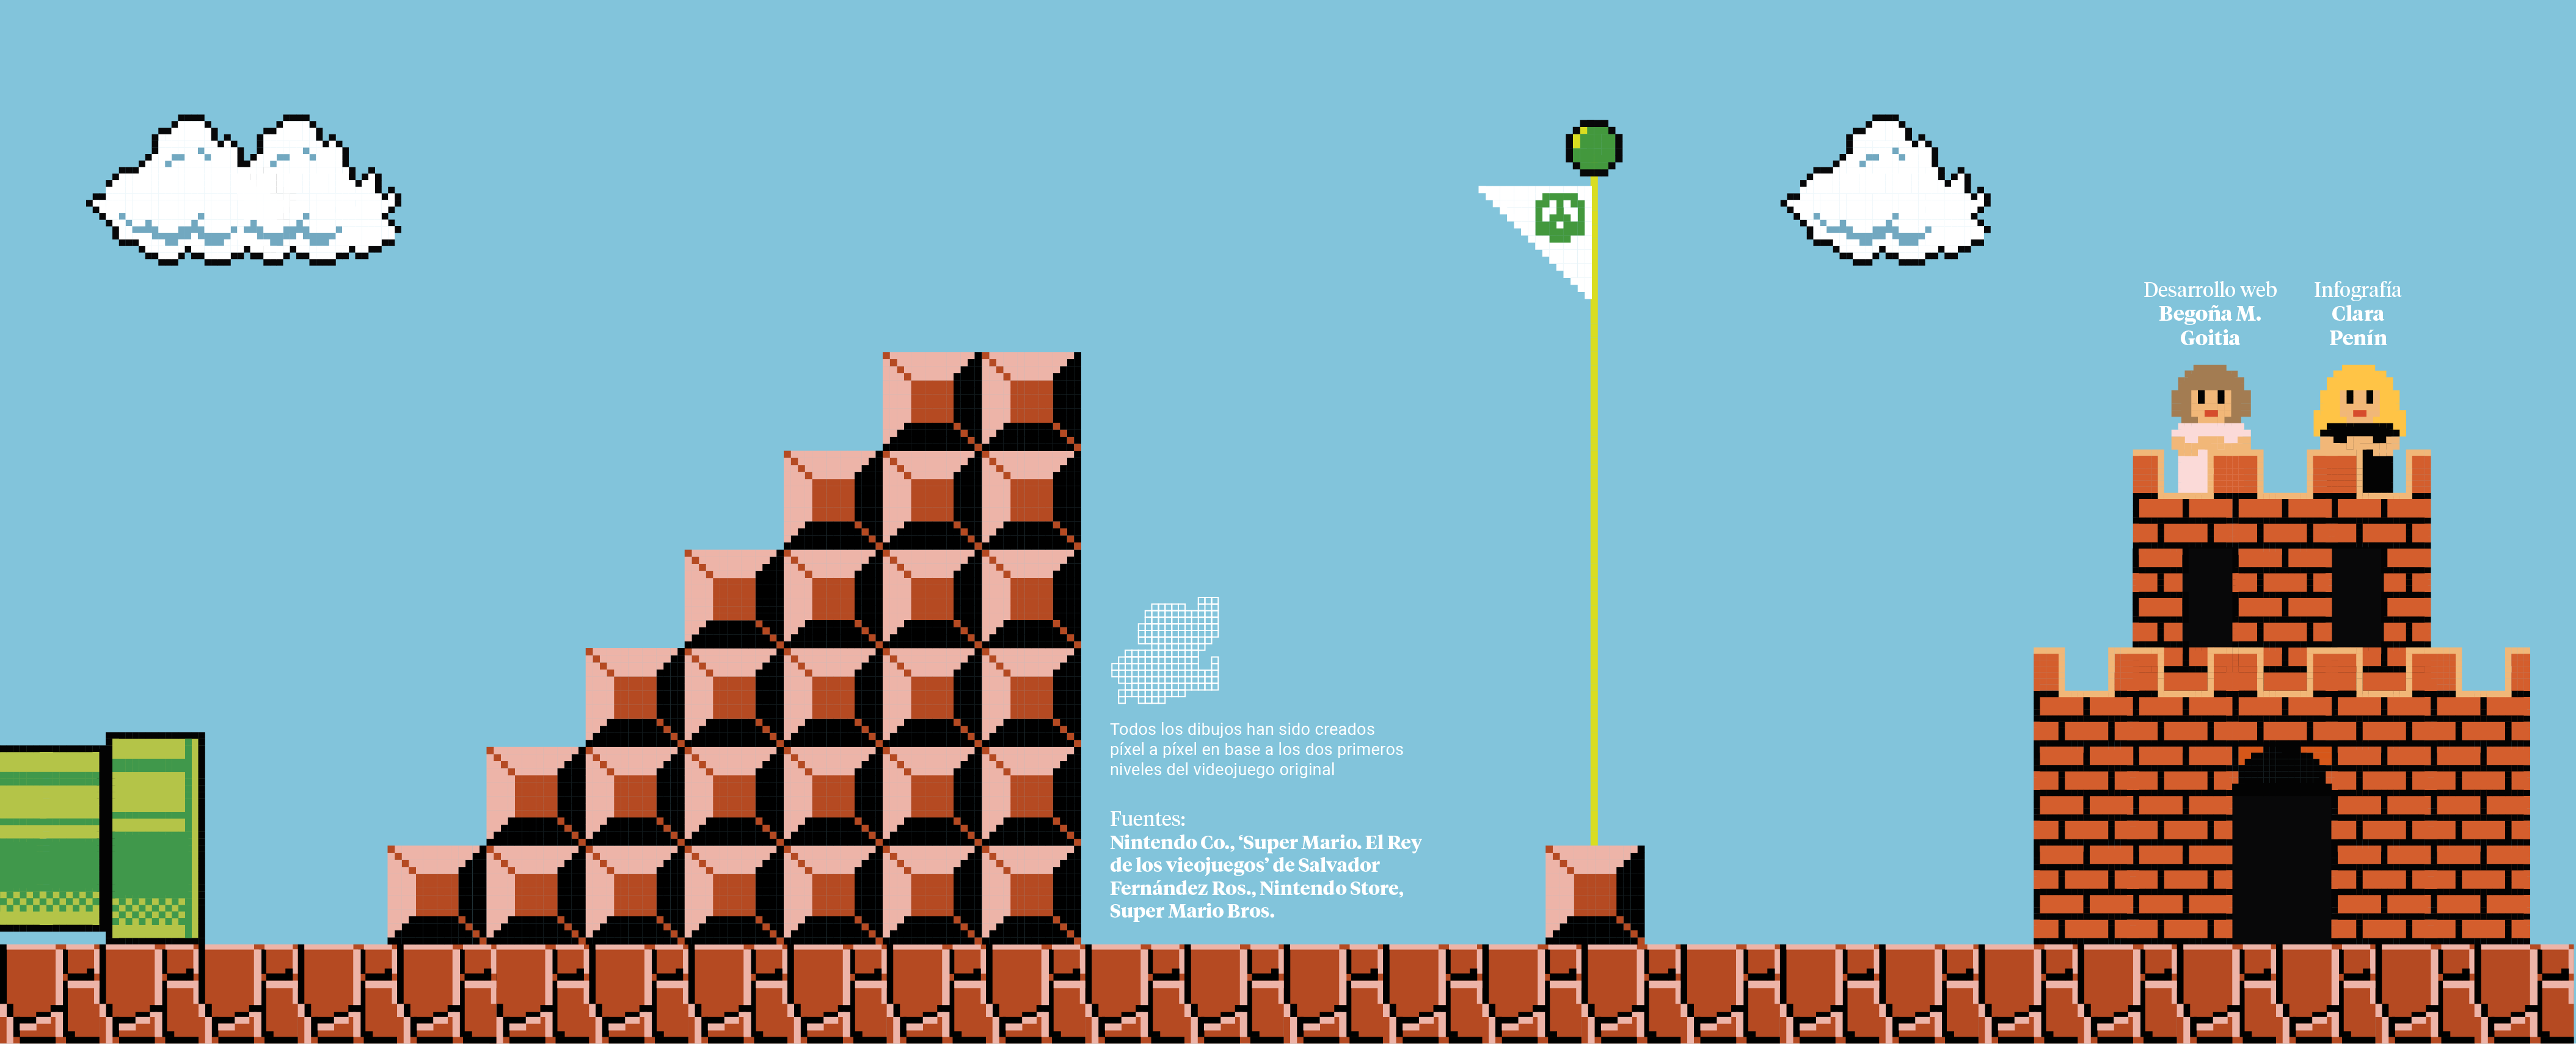 Desarrollo web
Begoña M.
Goitia
Infografía
Clara
Penín
Todos los dibujos han sido creados
píxel a píxel en base a los dos primeros
niveles del videojuego original
Fuentes:
Nintendo Co., ‘Super Mario. El Rey
de los vieojuegos’ de Salvador
Fernández Ros., Nintendo Store,
Super Mario Bros.